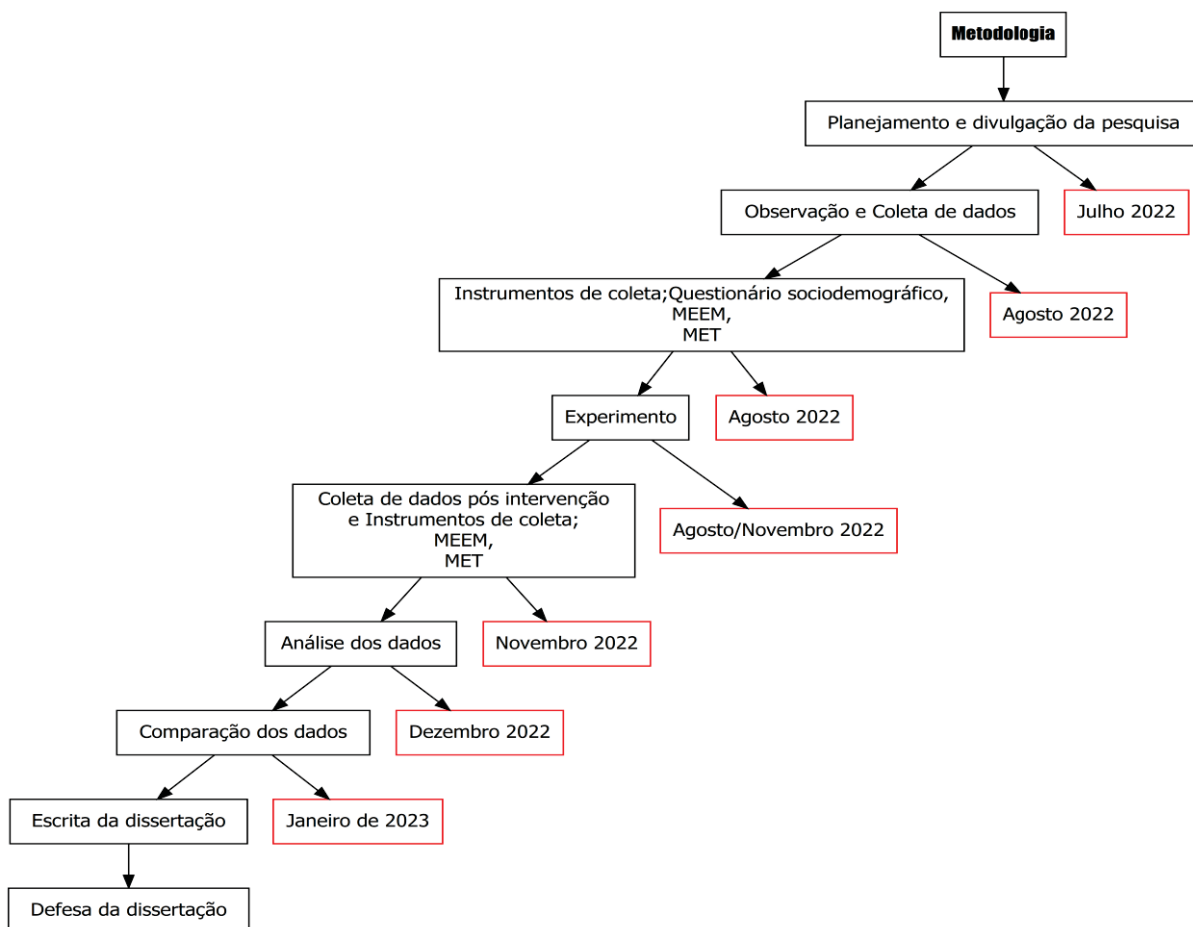 Metodologia
Planejamento e divulgação da pesquisa
Observação e Coleta de dados
Julho 2022
Instrumentos de coleta;Questionário sociodemográfico,
MEEM,
MET
Agosto 2022
Experimento
Agosto 2022
Coleta de dados pós intervenção
e Instrumentos de coleta;
MEEM,
MET
Agosto/Novembro 2022
Análise dos dados
Novembro 2022
Comparação dos dados
Dezembro 2022
Escrita da dissertação
Janeiro de 2023
Defesa da dissertação